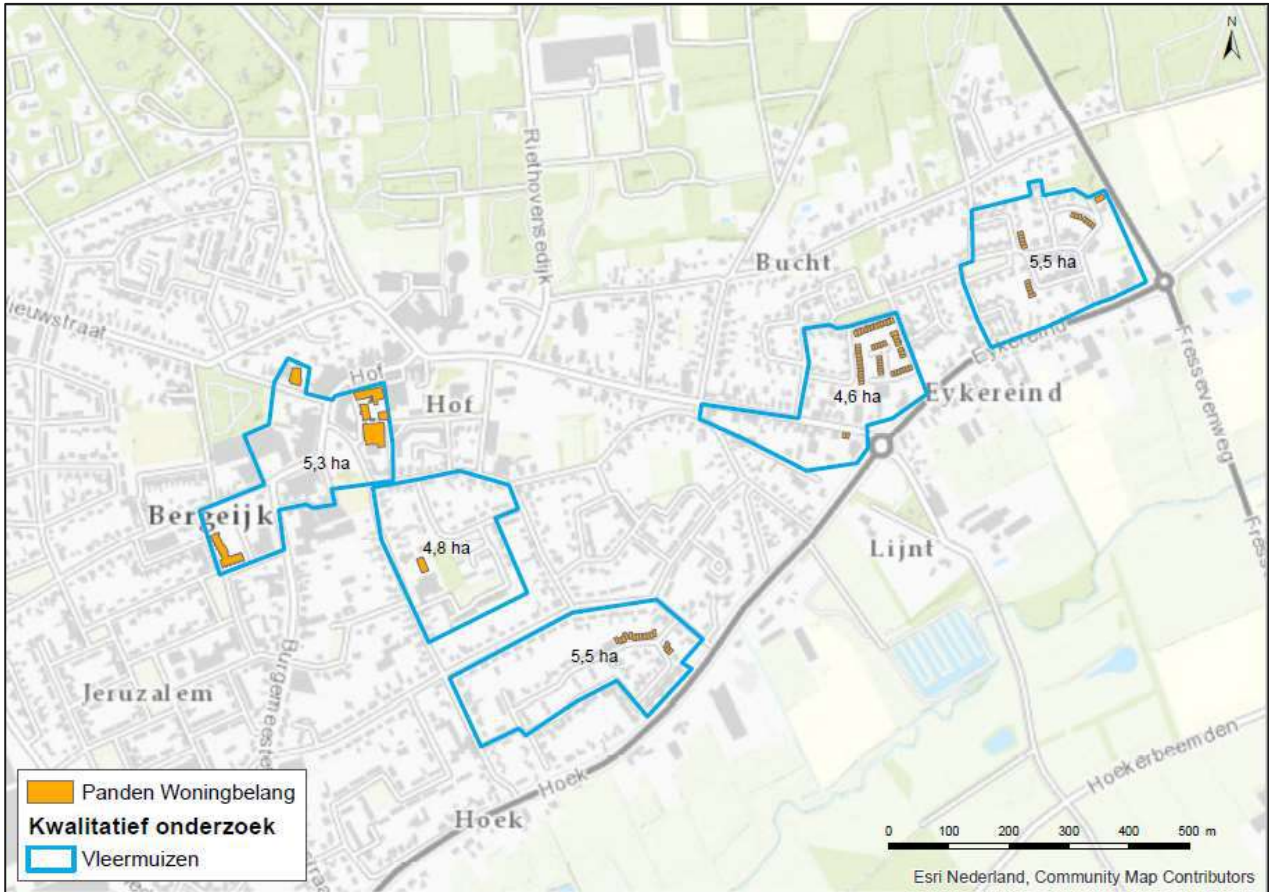 N
Riethovensedijk
Bucht
5,5 ha
Nieuwstraat
Eykereind
Fressevenweg
Hof
Hof
4,6 ha
Eykereind
5,3 ha
Bergeijk
4,8 ha
Lijnt
5,5 ha
Jeruzalem
Burgemeester
Hoekerbeemden
Hoek
Hoek
Panden Woningbelang
Kwalitatief onderzoek
Vleermuizen
0 100 200 300 400 500 m
Esri Nederland, Community Map Contributors